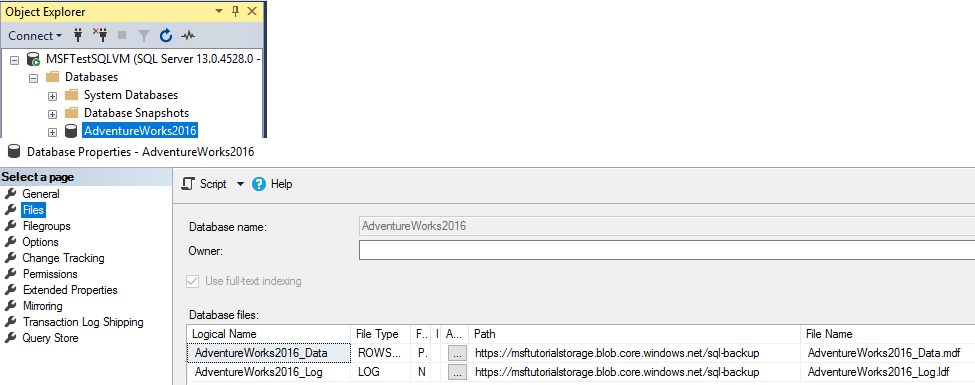 Object Explorer
Connect
MSFTestSQLVM (SQL Server 13.0.4528.0 -
Databases
System Databases
Database Snapshots
AdventureWorks2016
Database Properties - AdventureWorks2016
Select a page
General
Files
Filegroups
Options
Change Tracking
Permissions
Extended Properties
Mirroring
Transaction Log Shipping
Query Store
Script Help
Database name: AdventureWorks2016
Owner:
Use full-text indexing
Database files:
Logical Name File Type F... I A... Path File Name
AdventureWorks2016_Data ROWS... P. ... https://msftutorialstorage.blob.core.windows.net/sql-backup AdventureWorks2016_Data.mdf
AdventureWorks2016_Log LOG N ... https://msftutorialstorage.blob.core.windows.net/sql-backup AdventureWorks2016_Log.ldf